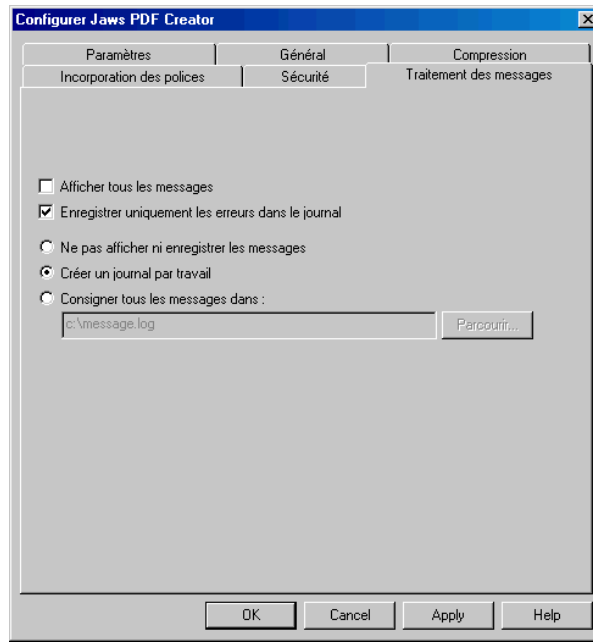 Configurer Jaws PDF Creator
Paramètres Général Compression
Incorporation des polices Sécurité Traitement des messages
Afficher tous les messages
Enregistrer uniquement les erreurs dans le journal
Ne pas afficher ni enregistrer les messages
Créer un journal par travail
Consigner tous les messages dans :
c:\message.log Parcourir...
OK Cancel Apply Help